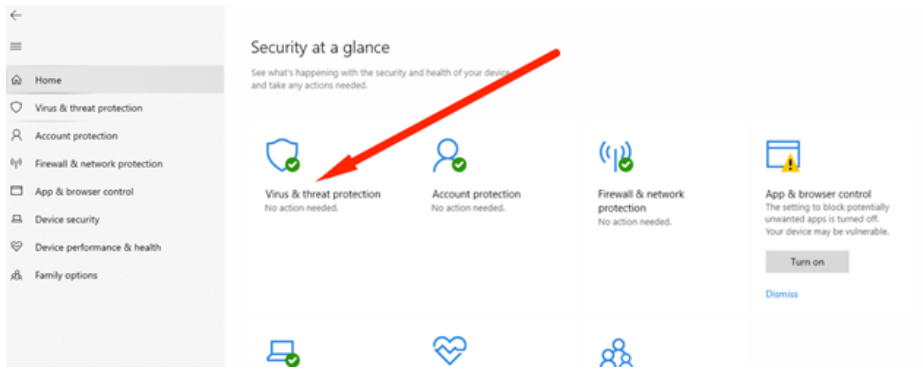 Home
Virus & threat protection
Account protection
Firewall & network protection
App & browser control
Device security
Device performance & health
Family options
Security at a glance
See what's happening with the security and health of your device
and take any actions needed.
Virus & threat protection
No action needed.
Account protection
No action needed.
Firewall & network
protection
No action needed.
App & browser control
The setting to block potentially
unwanted apps is turned off.
Your device may be vulnerable.
Turn on
Dismiss